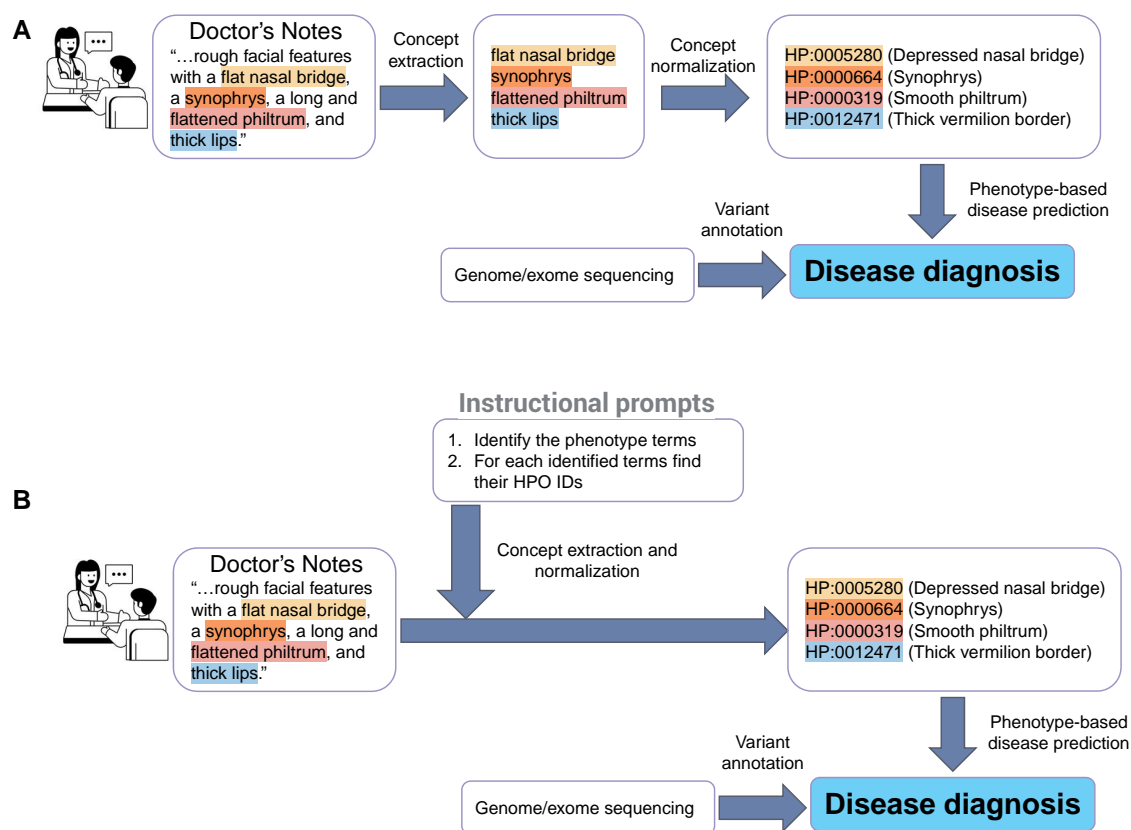 A
Doctor's Notes
“...rough facial features
with a flat nasal bridge,
a synophrys, a long and
flattened philtrum, and
thick lips.”
Concept
extraction
flat nasal bridge
synophrys
flattened philtrum
thick lips
Concept
normalization
HP:0005280 (Depressed nasal bridge)
HP:0000664 (Synophrys)
HP:0000319 (Smooth philtrum)
HP:0012471 (Thick vermilion border)
Phenotype-based
disease prediction
Variant
annotation
Genome/exome sequencing
Disease diagnosis
Instructional prompts
1. Identify the phenotype terms
2. For each identified terms find
their HPO IDs
B
Doctor's Notes
“...rough facial features
with a flat nasal bridge,
a synophrys, a long and
flattened philtrum, and
thick lips.”
Concept extraction and
normalization
HP:0005280 (Depressed nasal bridge)
HP:0000664 (Synophrys)
HP:0000319 (Smooth philtrum)
HP:0012471 (Thick vermilion border)
Phenotype-based
disease prediction
Variant
annotation
Genome/exome sequencing
Disease diagnosis